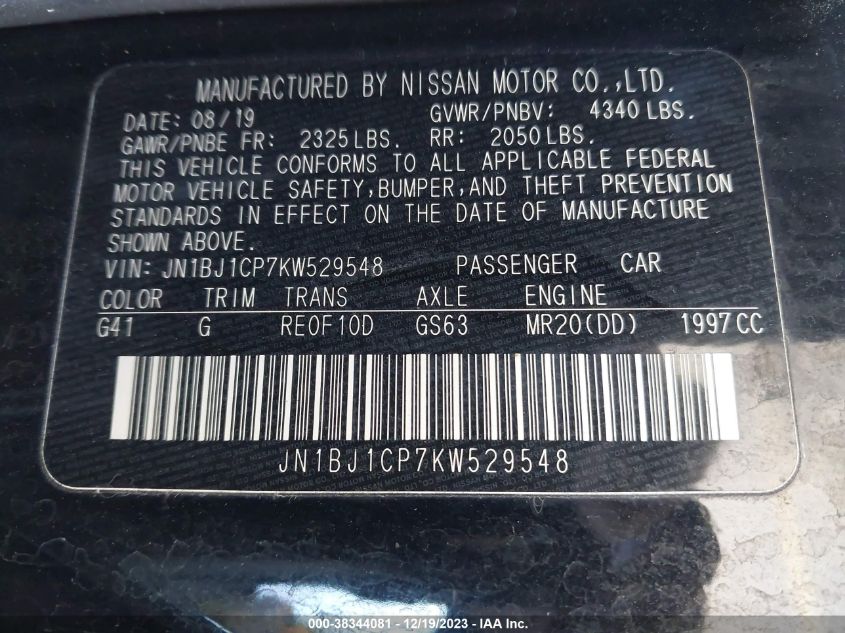 MANUFACTURED BY NISSAN MOTOR CO.,LTD.
DATE: 08/19 GVWR/PNBV: 4340 LBS.
GAWR/PNBE FR: 2325 LBS. RR: 2050 LBS.
THIS VEHICLE CONFORMS TO ALL APPLICABLE FEDERAL
MOTOR VEHICLE SAFETY,BUMPER,AND THEFT PREVENTION
STANDARDS IN EFFECT ON THE DATE OF MANUFACTURE
SHOWN ABOVE.
VIN: JN1BJ1CP7KW529548 PASSENGER CAR
COLOR TRIM TRANS AXLE ENGINE
G41 G RE0F10D GS63 MR20(DD) 1997 CC
JN1BJ1CP7KW529548
000-38344081 - 12/19/2023 - IAA Inc.